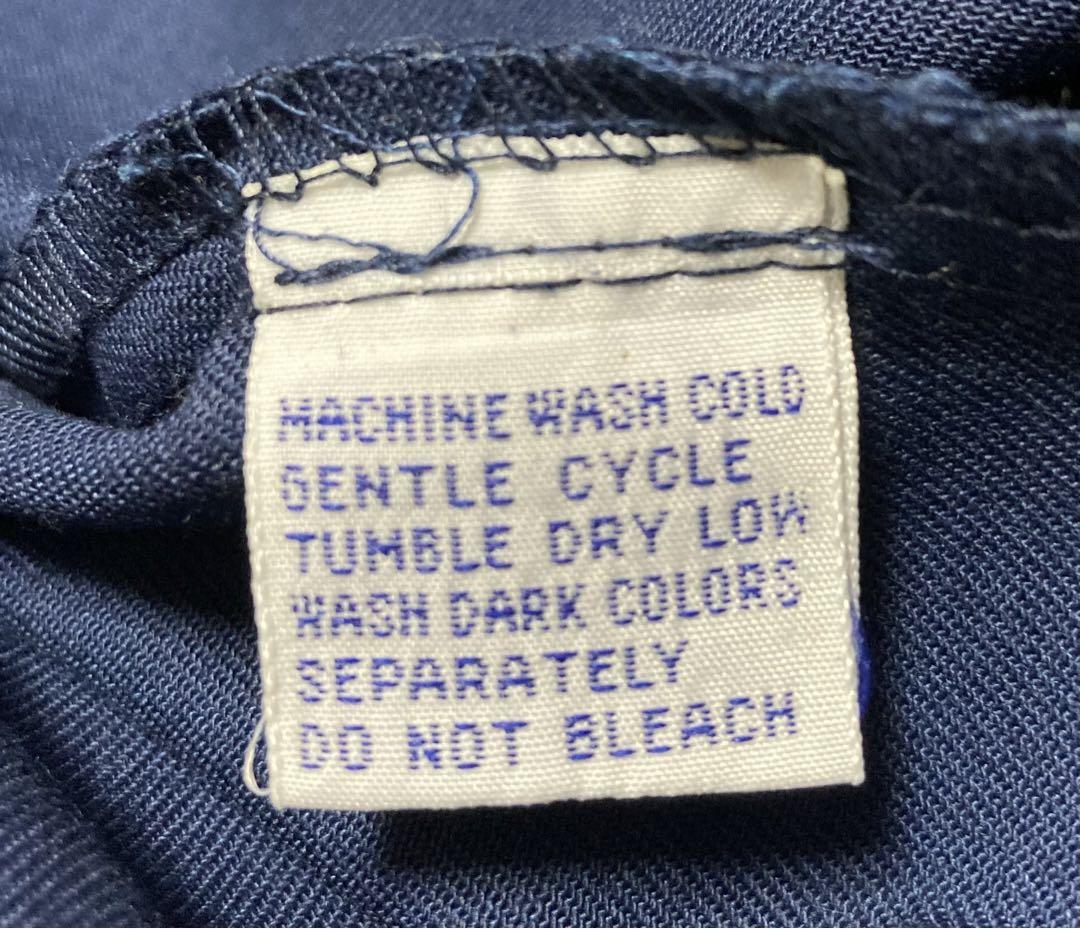 MACHINE WASH COLD
GENTLE CYCLE
TUMBLE DRY LOW
WASH DARK COLORS
SEPARATELY
DO NOT BLEACH